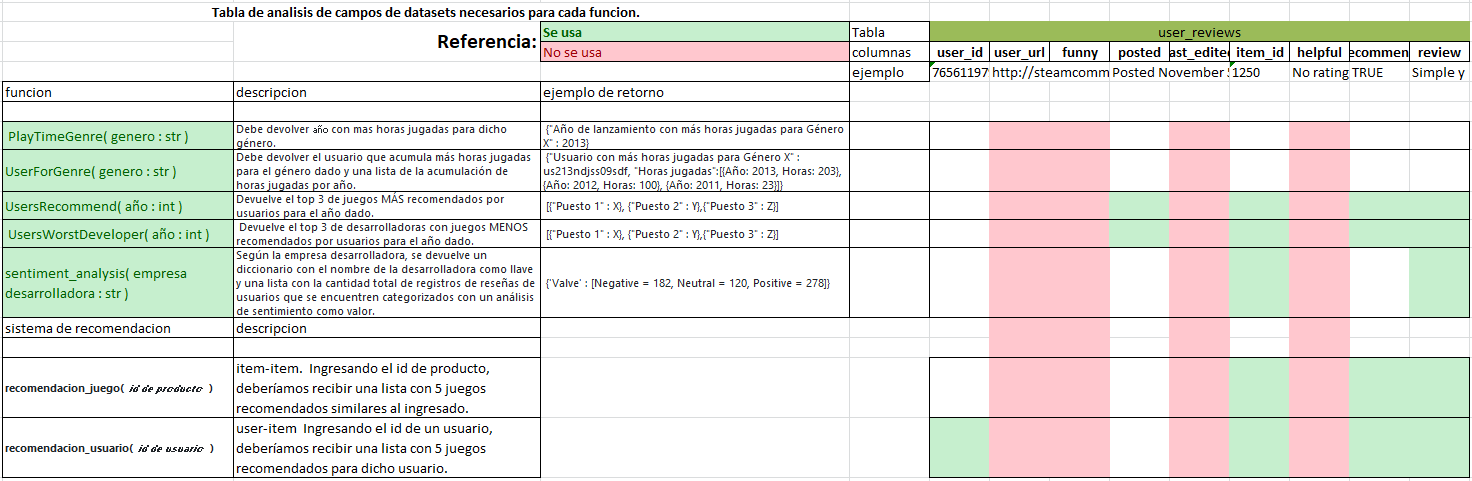 Tabla de analisis de campos de datasets necesarios para cada funcion.
Referencia:
Se usa
Tabla
user_reviews
No se usa
columnas
user_id
user_url
funny
posted
ast_edited
item_id
helpful
ecommen
review
ejemplo
76561197
http://steamcomm
Posted November
1250
No rating
TRUE
Simple y
funcion
descripcion
ejemplo de retorno
PlayTimeGenre( genero : str )
Debe devolver año con mas horas jugadas para dicho
género.
{"Año de lanzamiento con más horas jugadas para Género
X" : 2013}
UserForGenre( genero : str )
Debe devolver el usuario que acumula más horas jugadas
para el género dado y una lista de la acumulación de
horas jugadas por año.
{"Usuario con más horas jugadas para Género X" :
us213ndjss09sdf, "Horas jugadas":[{Año: 2013, Horas: 203},
{Año: 2012, Horas: 100}, {Año: 2011, Horas: 23}]}
UsersRecommend( año : int )
Devuelve el top 3 de juegos MÁS recomendados por
usuarios para el año dado.
[{"Puesto 1" : X}, {"Puesto 2" : Y},{"Puesto 3" : Z}]
UsersWorstDeveloper( año : int )
Devuelve el top 3 de desarrolladoras con juegos MENOS
recomendados por usuarios para el año dado.
[{"Puesto 1" : X}, {"Puesto 2" : Y},{"Puesto 3" : Z}]
sentiment_analysis( empresa
desarrolladora : str )
Según la empresa desarrolladora, se devuelve un
diccionario con el nombre de la desarrolladora como llave
y una lista con la cantidad total de registros de reseñas de
usuarios que se encuentren categorizados con un análisis
de sentimiento como valor.
{'Valve' : [Negative = 182, Neutral = 120, Positive = 278]}
sistema de recomendacion
descripcion
recomendacion_juego( id de producto )
item-item. Ingresando el id de producto,
deberíamos recibir una lista con 5 juegos
recomendados similares al ingresado.
recomendacion_usuario( id de usuario )
user-item Ingresando el id de un usuario,
deberíamos recibir una lista con 5 juegos
recomendados para dicho usuario.